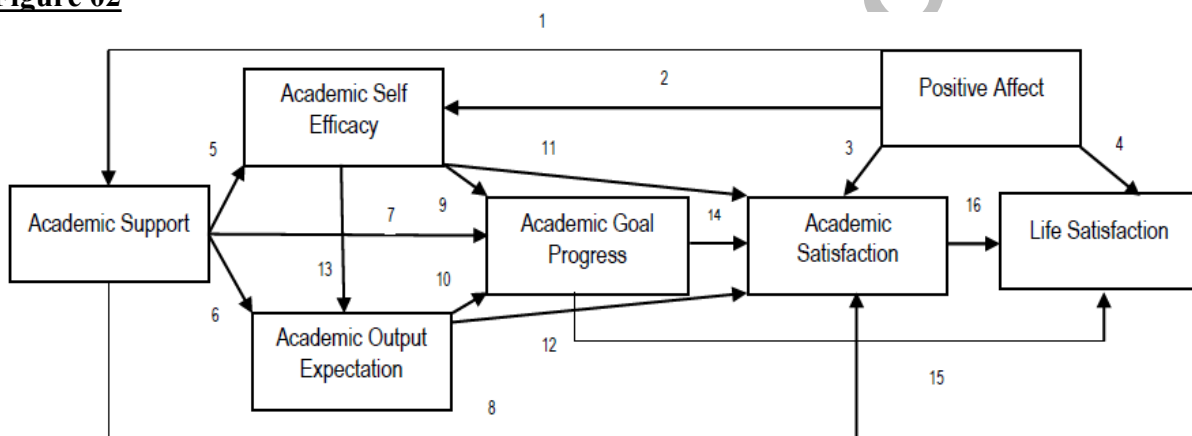 Figure 02
1
2
Positive Affect
Academic Self
Efficacy
5
11
3
4
Academic Support
7
9
Academic Goal
Progress
14
Academic
Satisfaction
16
Life Satisfaction
13
10
6
Academic Output
Expectation
12
15
8